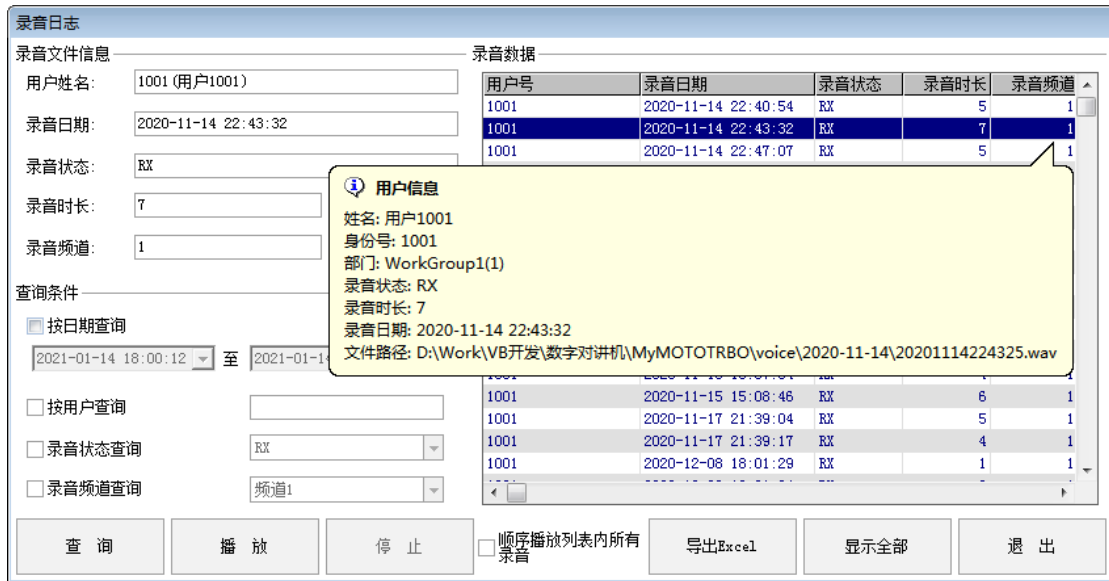 录音日志
录音文件信息
用户姓名: 1001(用户1001)
录音日期: 2020-11-14 22:43:32
录音状态: RX
录音时长: 7
录音频道: 1
查询条件
按日期查询
2021-01-14 18:00:12 至 2021-01-1
按用户查询
录音状态查询 RX
录音频道查询 频道1
录音数据
用户号 录音日期 录音状态 录音时长 录音频道
1001 2020-11-14 22:40:54 RX 5 1
1001 2020-11-14 22:43:32 RX 7 1
1001 2020-11-14 22:47:07 RX 5 1
用户信息
姓名: 用户1001
身份号: 1001
部门: WorkGroup1(1)
录音状态: RX
录音时长: 7
录音日期: 2020-11-14 22:43:32
文件路径: D:\Work\VB开发\数字对讲机\MyMOTOTRBO\voice\2020-11-14\20201114224325.wav
1001 2020-11-15 15:08:46 RX 6 1
1001 2020-11-17 21:39:04 RX 5 1
1001 2020-11-17 21:39:17 RX 4 1
1001 2020-12-08 18:01:29 RX 1 1
查 询 播 放 停 止 顺序播放列表内所有
录音
导出Excel 显示全部 退 出